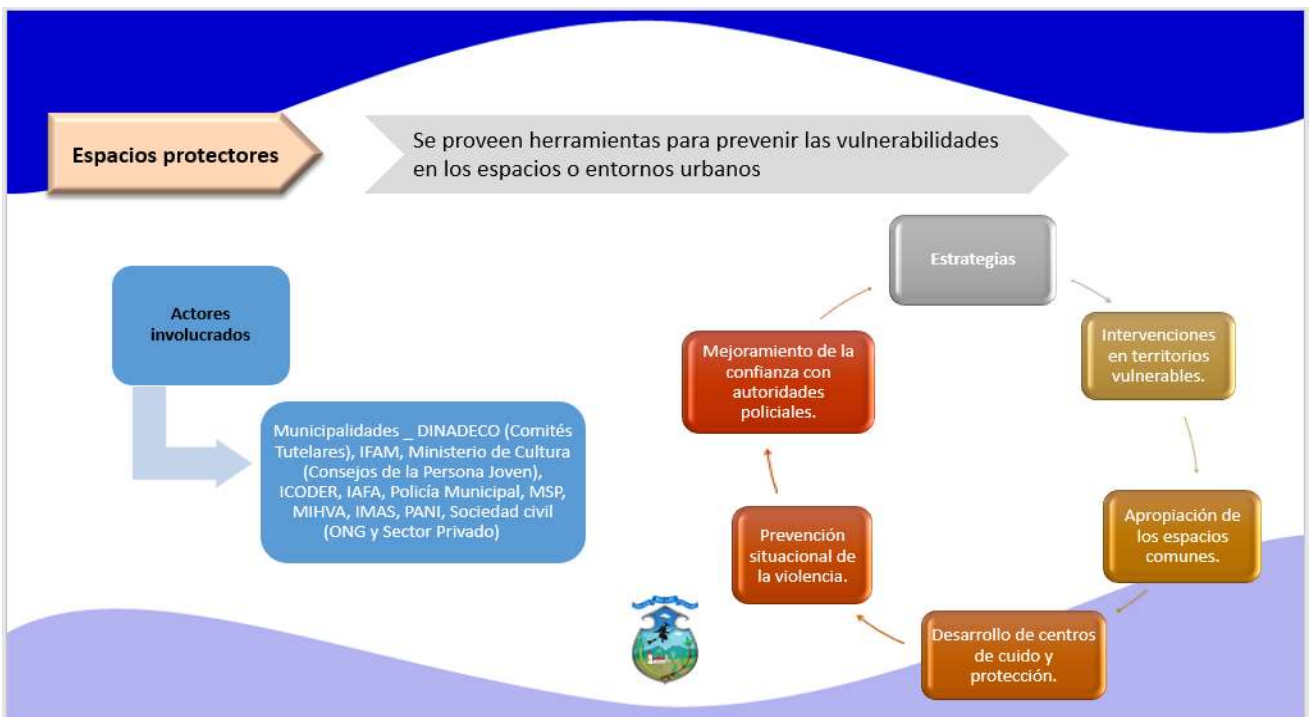 Espacios protectores
Se proveen herramientas para prevenir las vulnerabilidades
en los espacios o entornos urbanos
Actores
involucrados
Municipalidades _ DINADECO (Comités
Tutelares), IFAM, Ministerio de Cultura
(Consejos de la Persona Joven),
ICODER, IAFA, Policía Municipal, MSP,
MIHVA, IMAS, PANI, Sociedad civil
(ONG y Sector Privado)
Estrategias
Intervenciones
en territorios
vulnerables.
Apropiación de
los espacios
comunes.
Desarrollo de centros
de cuido y
protección.
Prevención
situacional de
la violencia.
Mejoramiento de la
confianza con
autoridades
policiales.